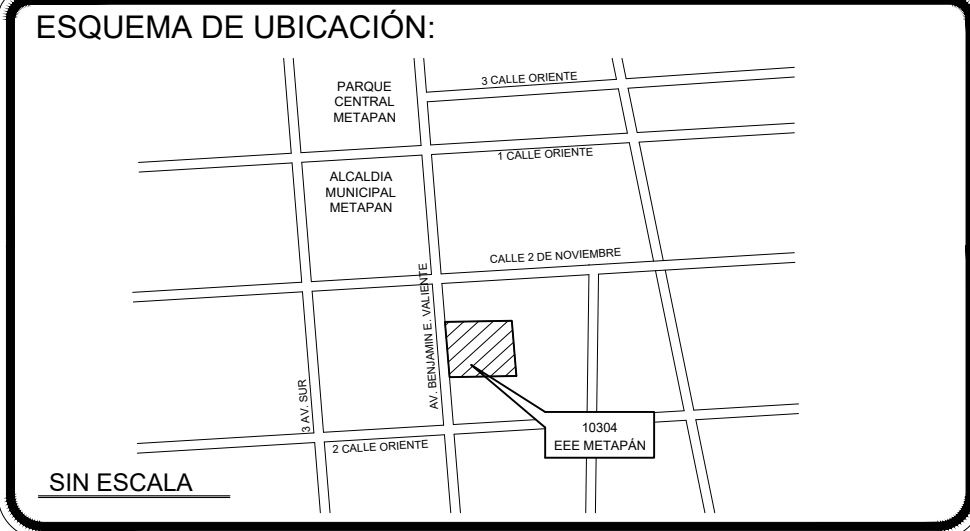 ESQUEMA DE UBICACIÓN:
PARQUE
CENTRAL
METAPAN
3 CALLE ORIENTE
1 CALLE ORIENTE
ALCALDIA
MUNICIPAL
METAPAN
CALLE 2 DE NOVIEMBRE
AV. BENJAMIN E. VALIENTE
3 AV. SUR
10304
EEE METAPÁN
2 CALLE ORIENTE
SIN ESCALA